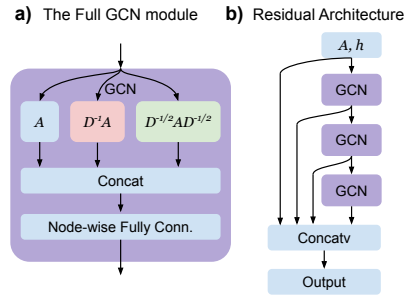 a) The Full GCN module
GCN
A
D⁻¹A
D⁻¹/²AD⁻¹/²
Concat
Node-wise Fully Conn.
b) Residual Architecture
A, h
GCN
GCN
GCN
Concatv
Output